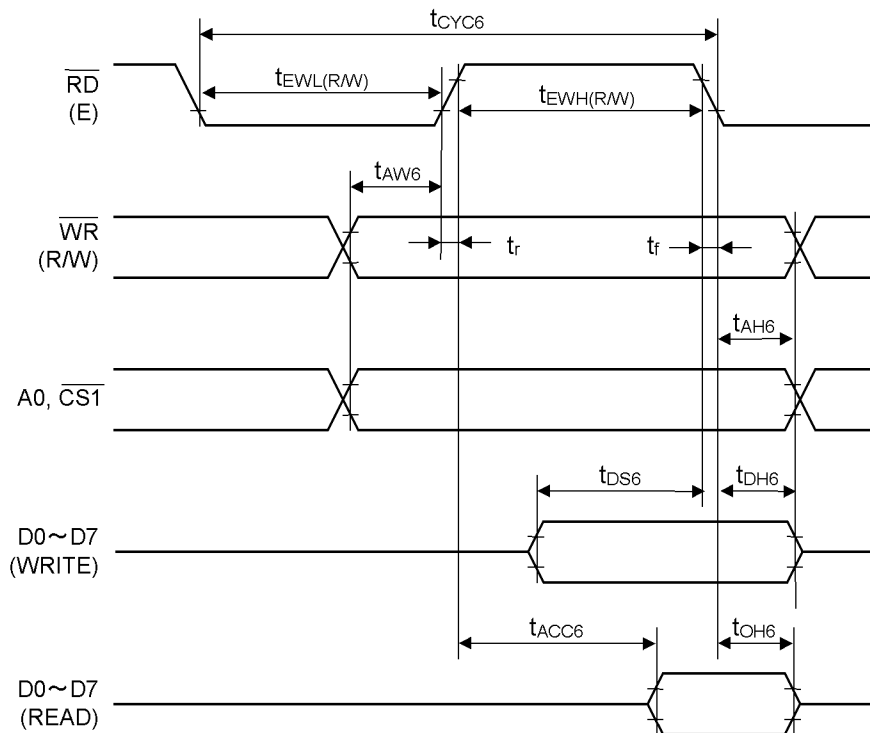 tCYC6
RD
(E)
tEWL(R/W)
tEWH(R/W)
tAW6
WR
(R/W)
tr
tf
tAH6
A0, CS1
tDS6
tDH6
D0～D7
(WRITE)
tACC6
tOH6
D0～D7
(READ)